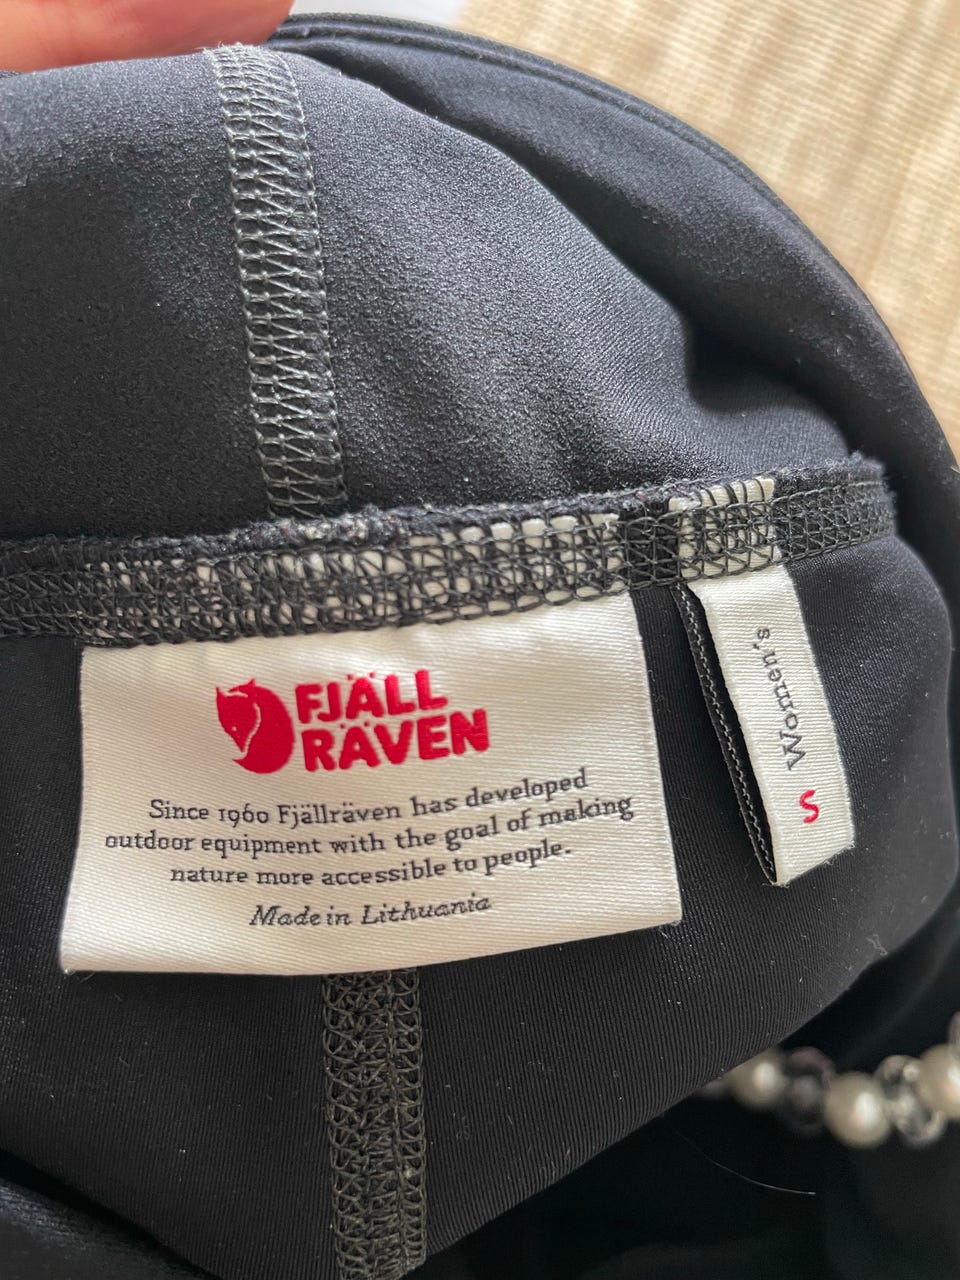 FJÄLL
RÄVEN
Since 1960 Fjällräven has developed
outdoor equipment with the goal of making
nature more accessible to people.
Made in Lithuania
Women's
S